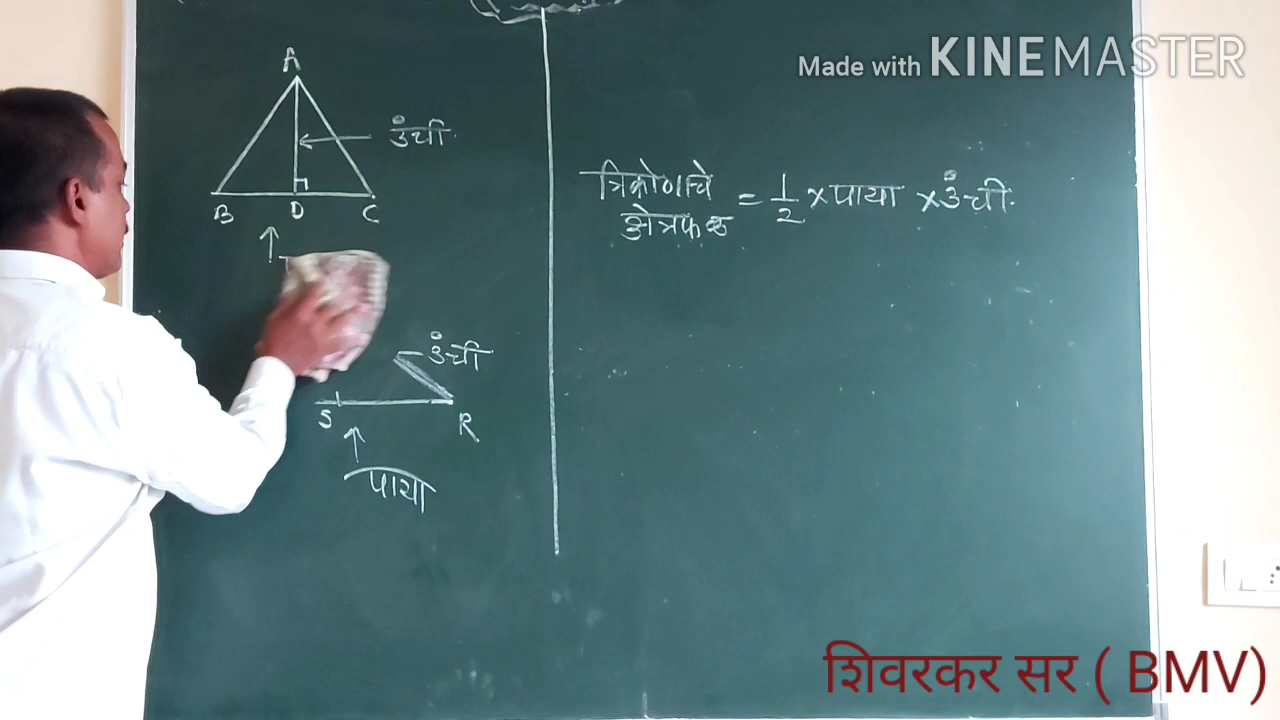 Made with KINEMASTER
A
उंची
B D C
त्रिकोणाचे
क्षेत्रफळ = 1/2 × पाया × उंची.
उंची
S R
पाया
शिवरकर सर ( BMV)